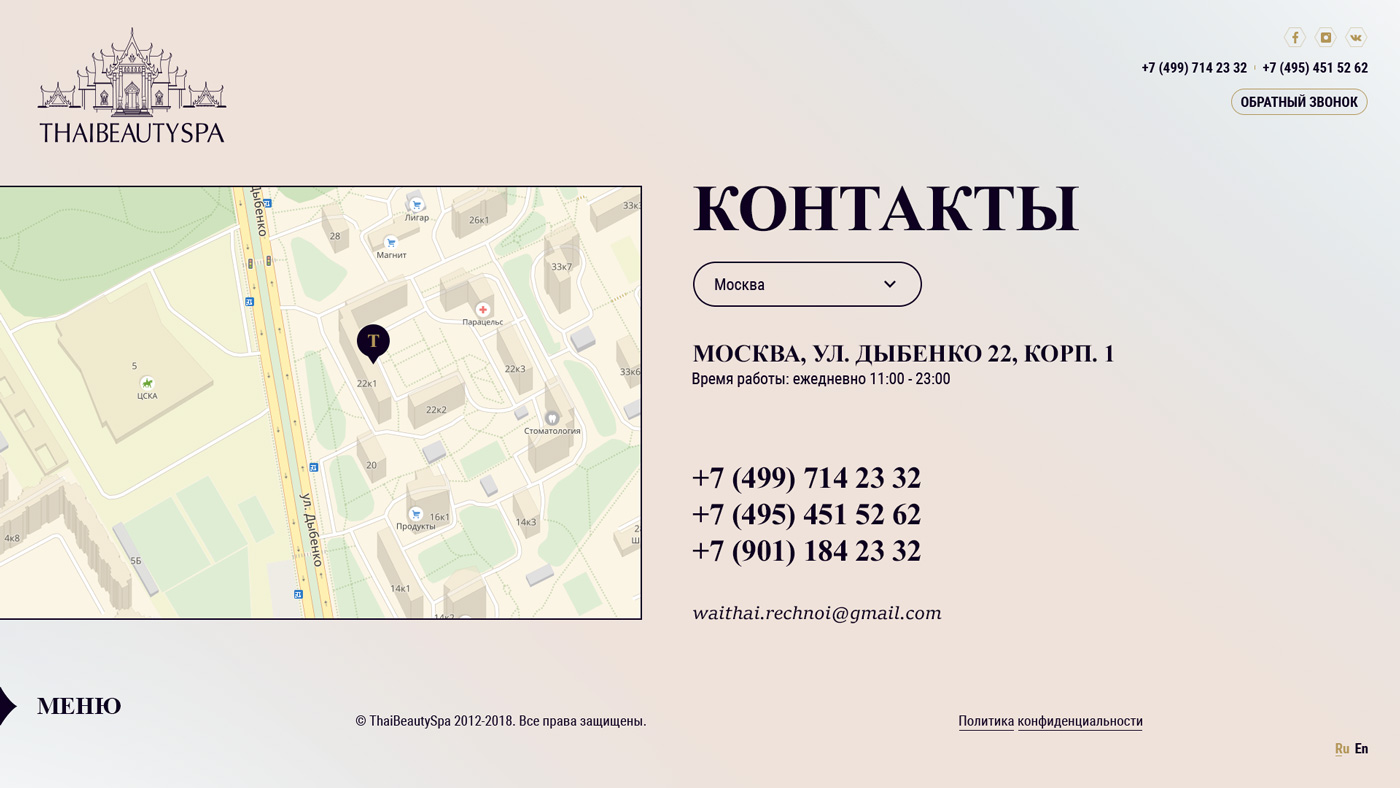 THAIBEAUTYSPA
+7 (499) 714 23 32
+7 (495) 451 52 62
ОБРАТНЫЙ ЗВОНОК
Дыбенко
28
Лигар
26к1
Магнит
33к7
Парацельс
5
ЦСКА
T
22к1
22к3
33к6
22к2
Стоматология
20
ул. Дыбенко
16к1
Продукты
14к3
4к8
5Б
14к1
КОНТАКТЫ
Москва
МОСКВА, УЛ. ДЫБЕНКО 22, КОРП. 1
Время работы: ежедневно 11:00 - 23:00
+7 (499) 714 23 32
+7 (495) 451 52 62
+7 (901) 184 23 32
waithai.rechnoi@gmail.com
МЕНЮ
© ThaiBeautySpa 2012-2018. Все права защищены.
Политика конфиденциальности
Ru En